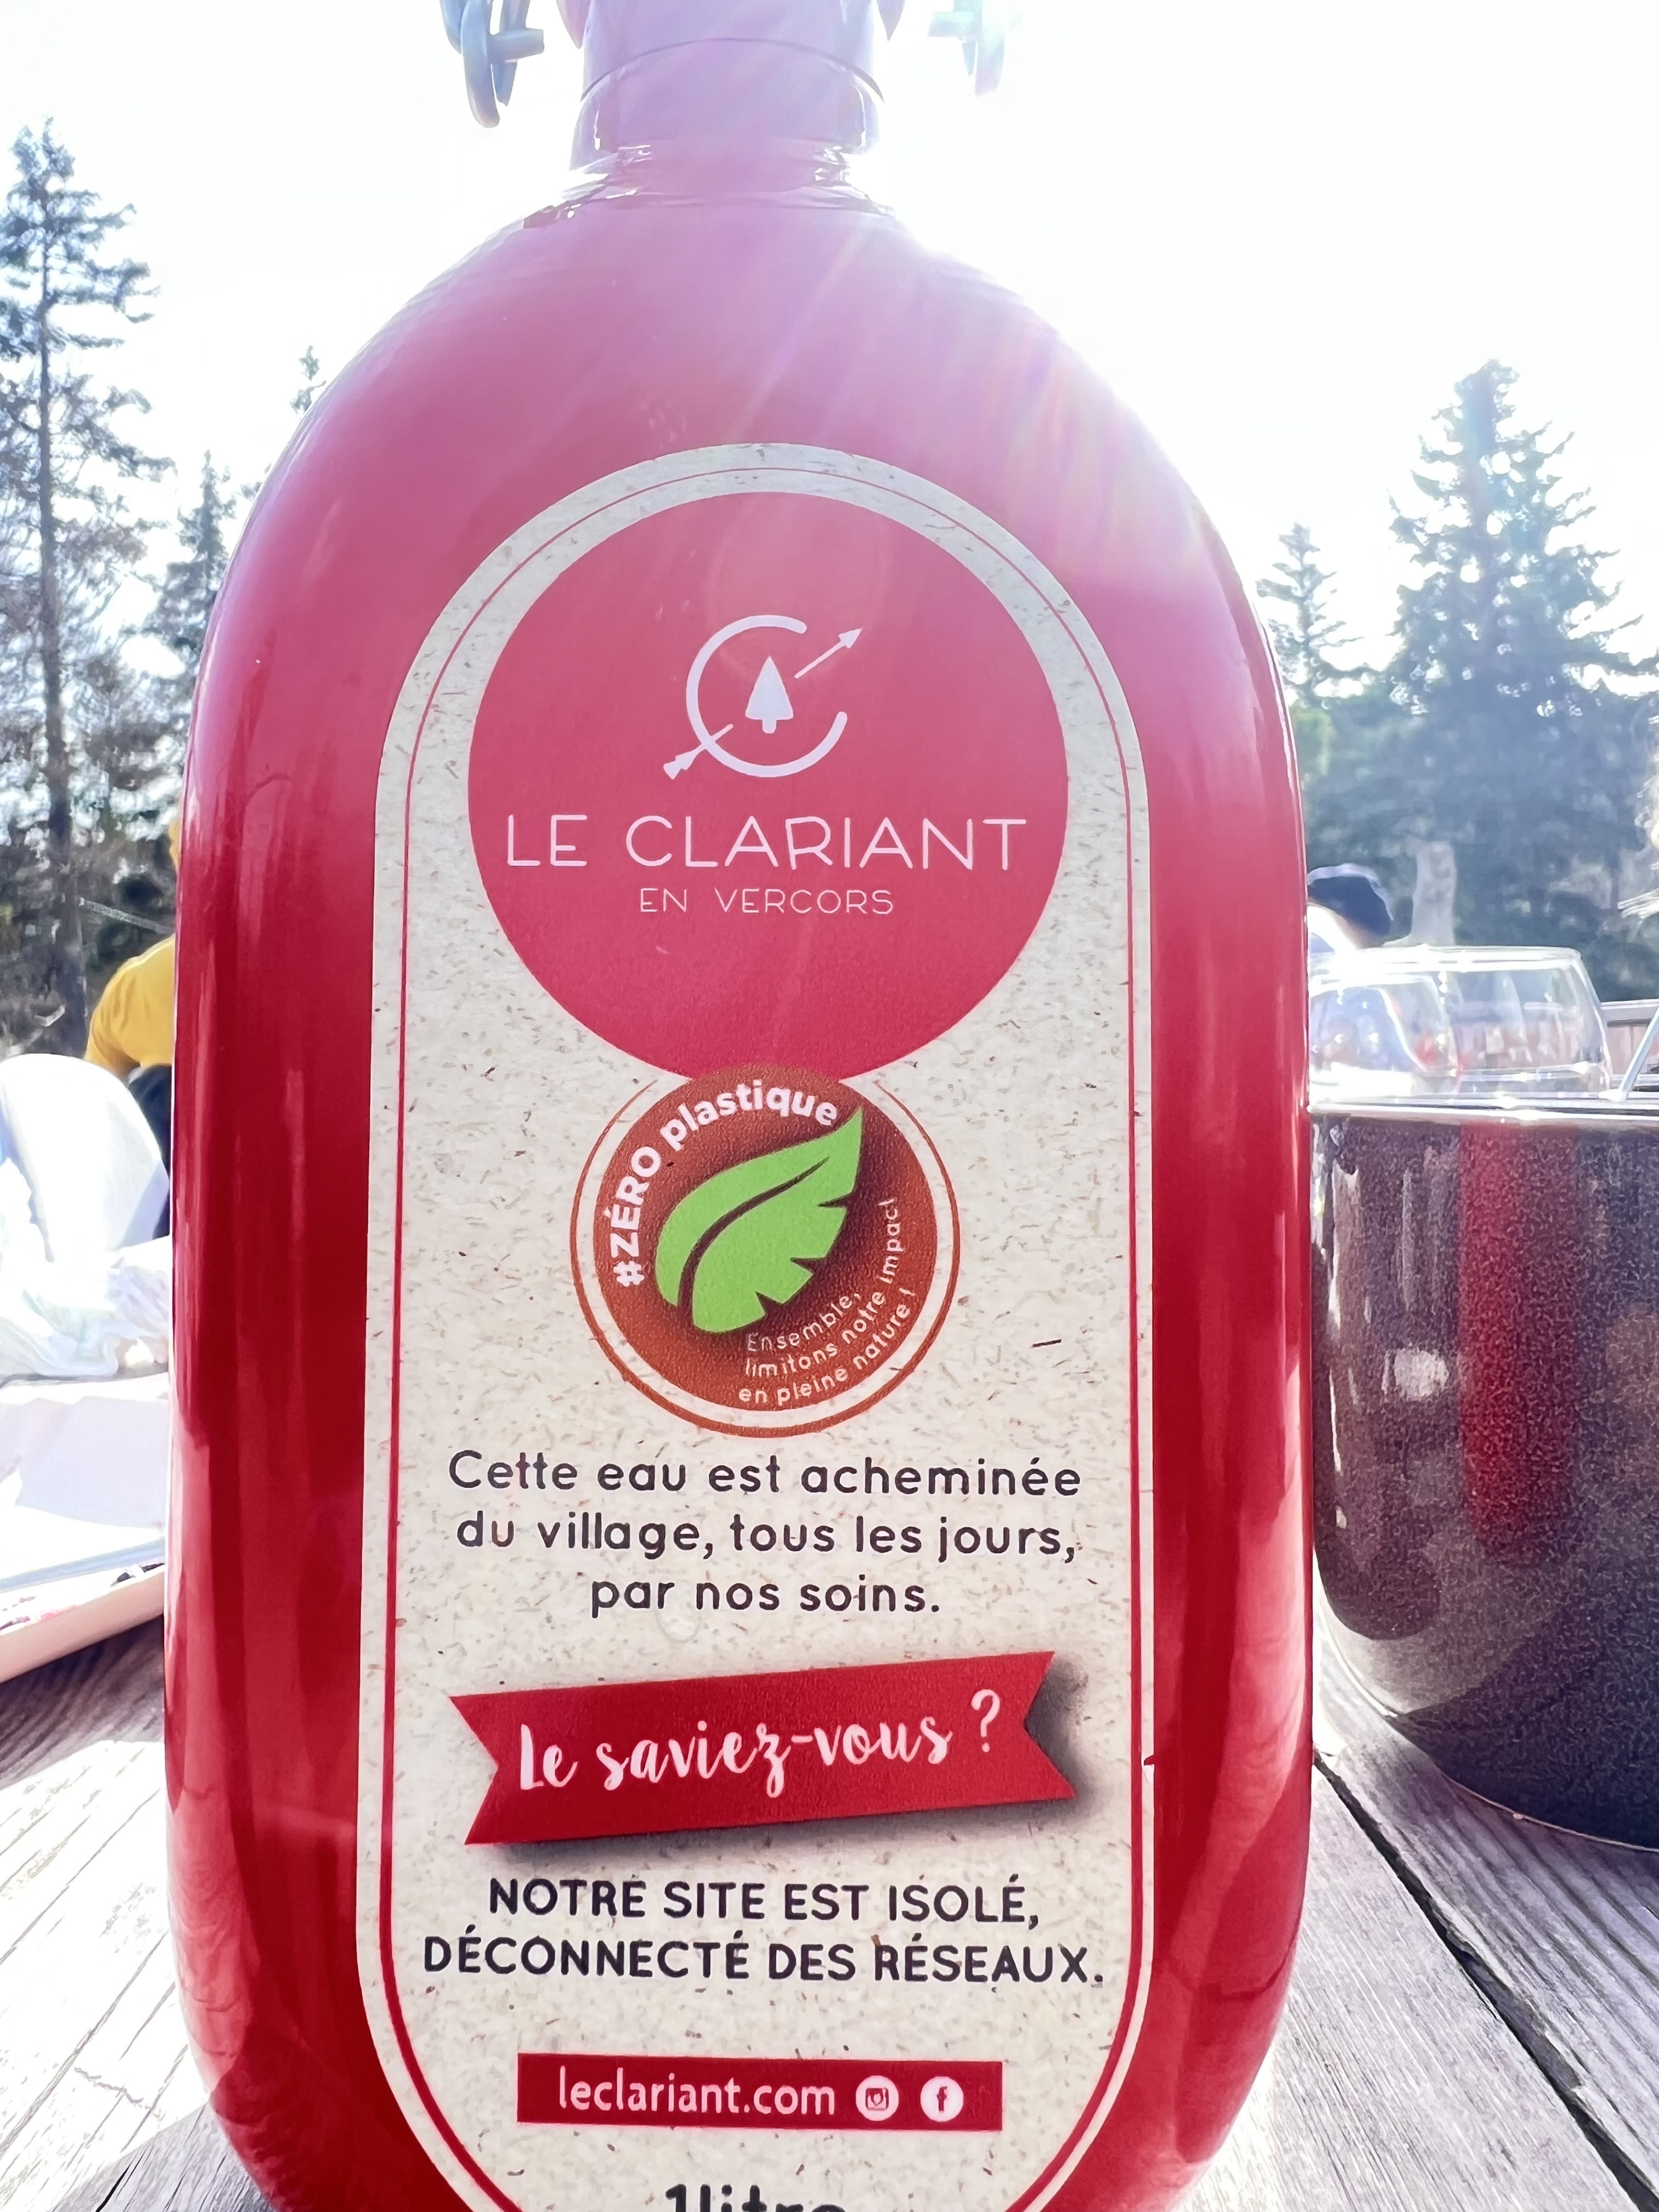 LE CLARIANT
EN VERCORS
#ZÉRO plastique
Ensemble,
limitons notre impact
en pleine nature !
Cette eau est acheminée
du village, tous les jours,
par nos soins.
Le saviez-vous ?
NOTRE SITE EST ISOLÉ,
DÉCONNECTÉ DES RÉSEAUX.
leclariant.com
1litre